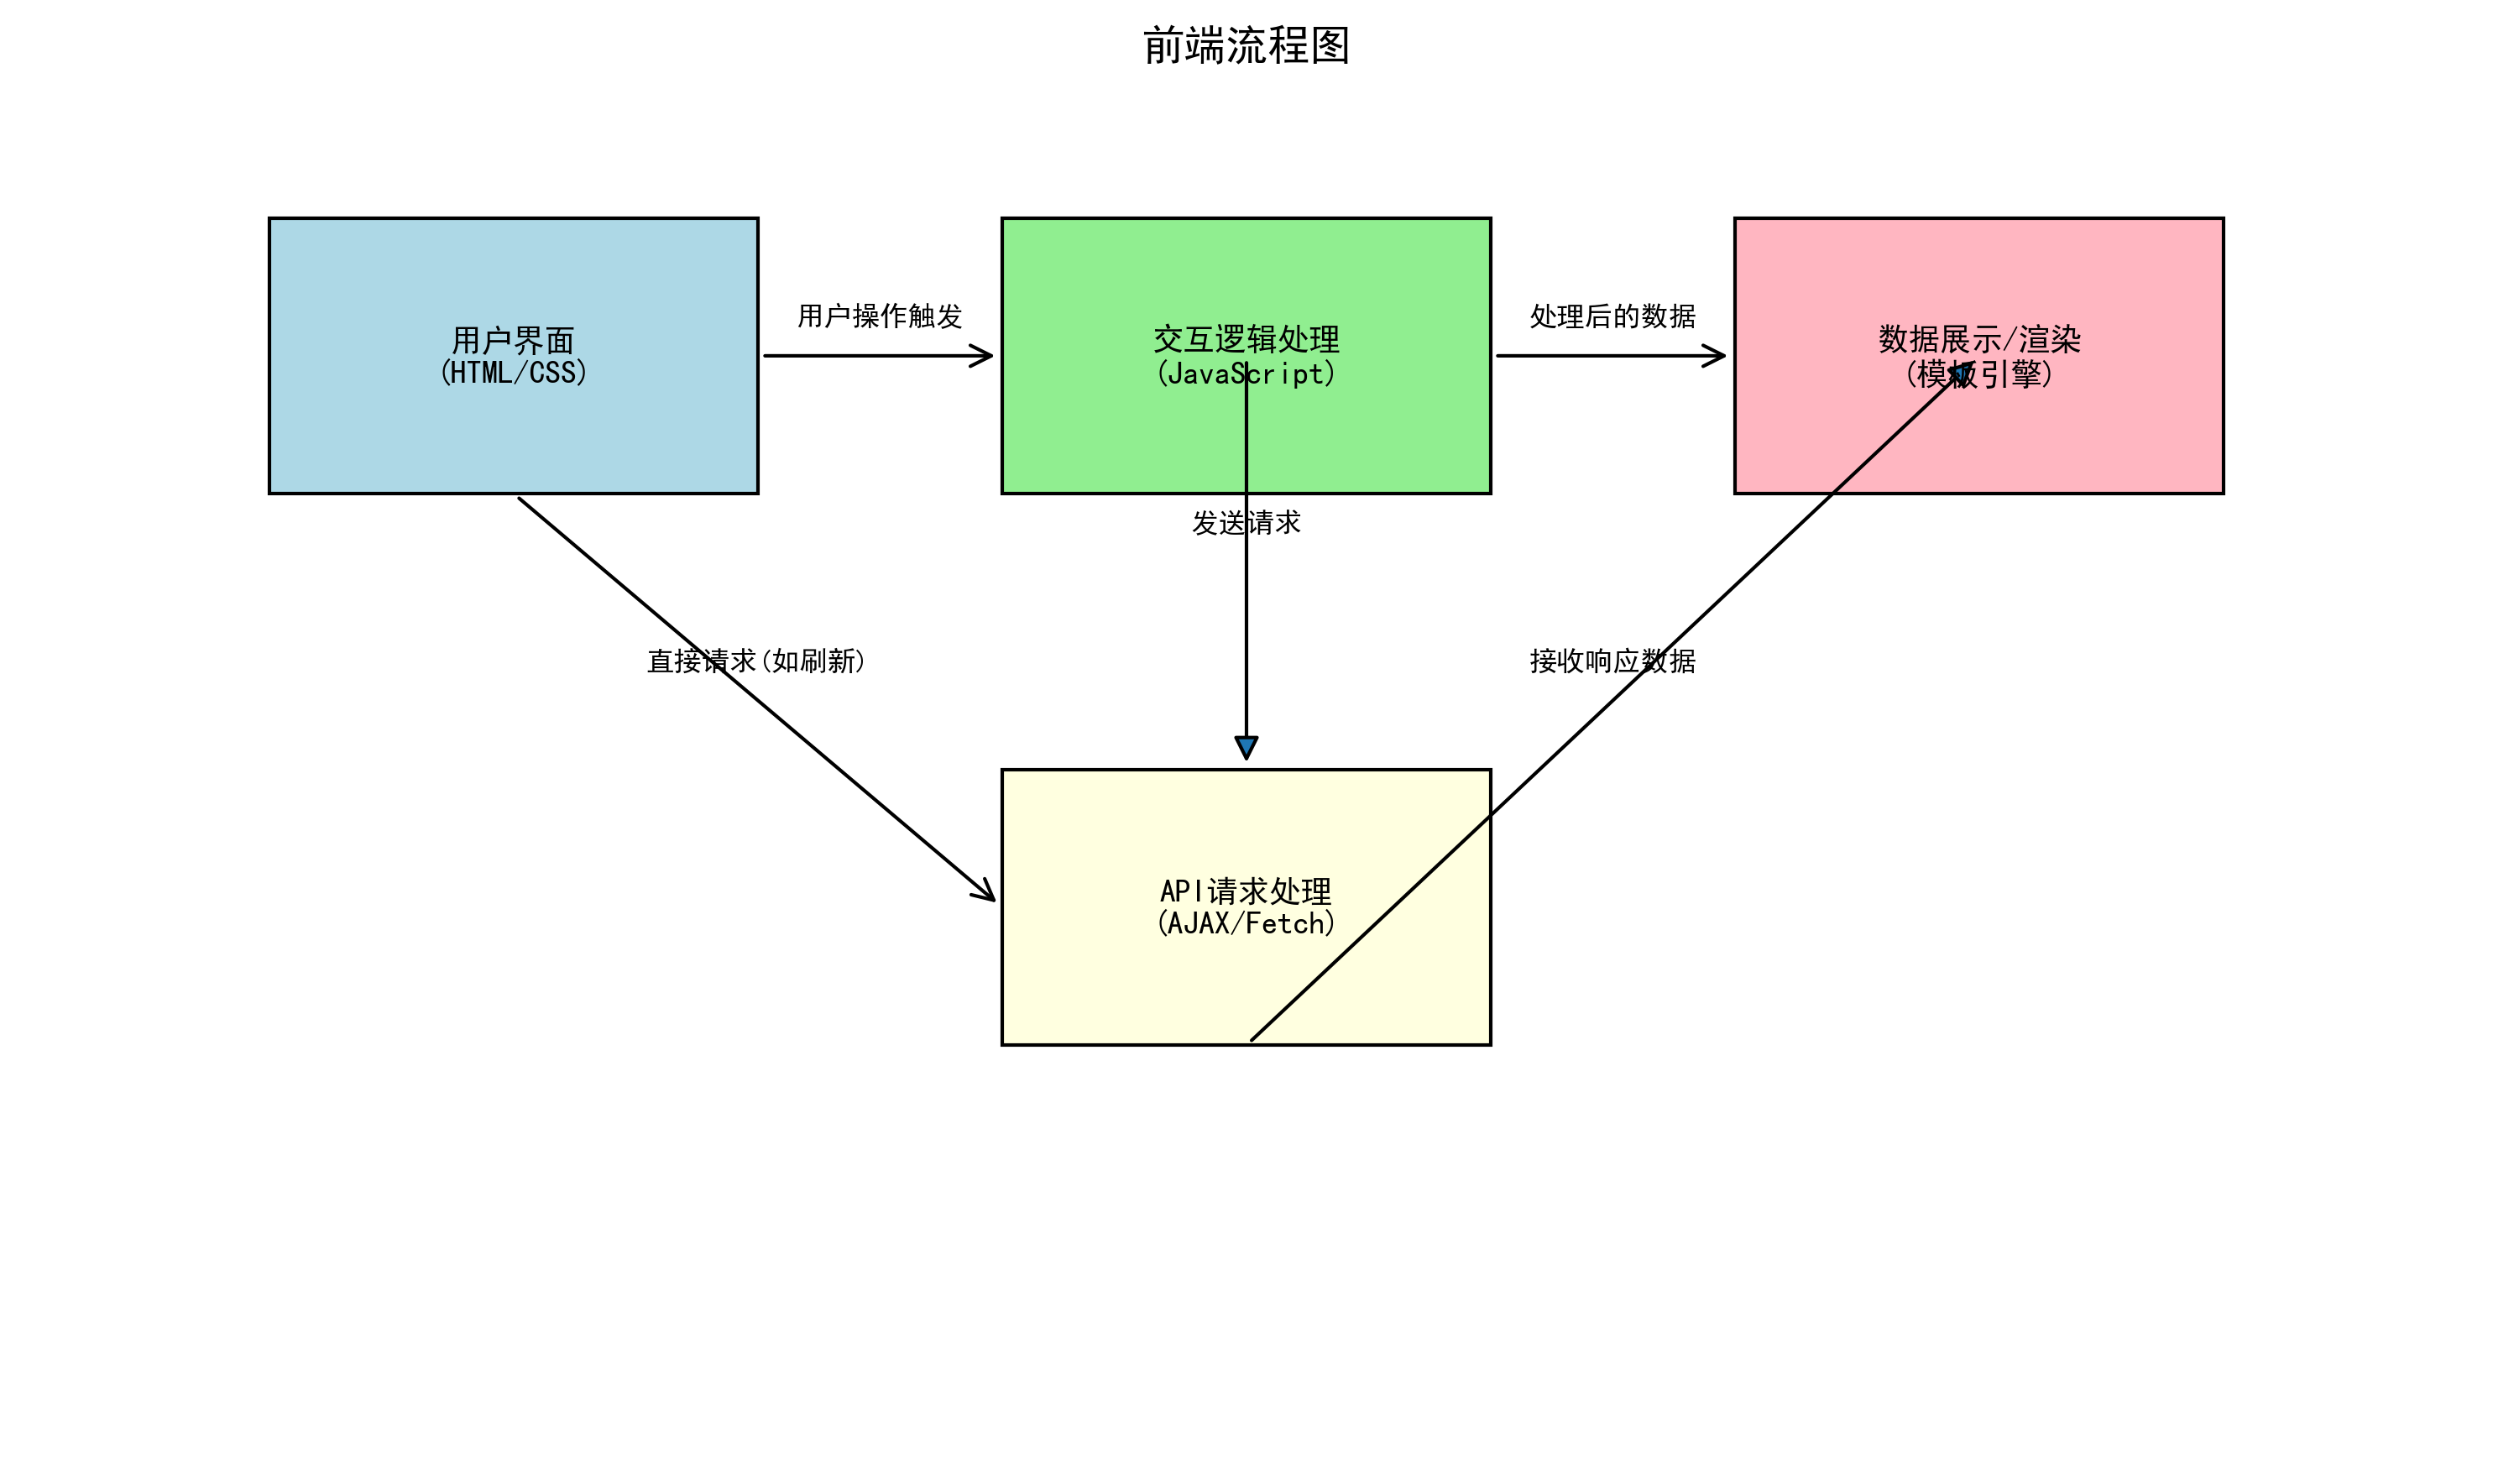 前端流程图
用户界面
(HTML/CSS)
用户操作触发
交互逻辑处理
(JavaScript)
处理后的数据
数据展示/渲染
(模板引擎)
发送请求
直接请求(如刷新)
接收响应数据
API请求处理
(AJAX/Fetch)